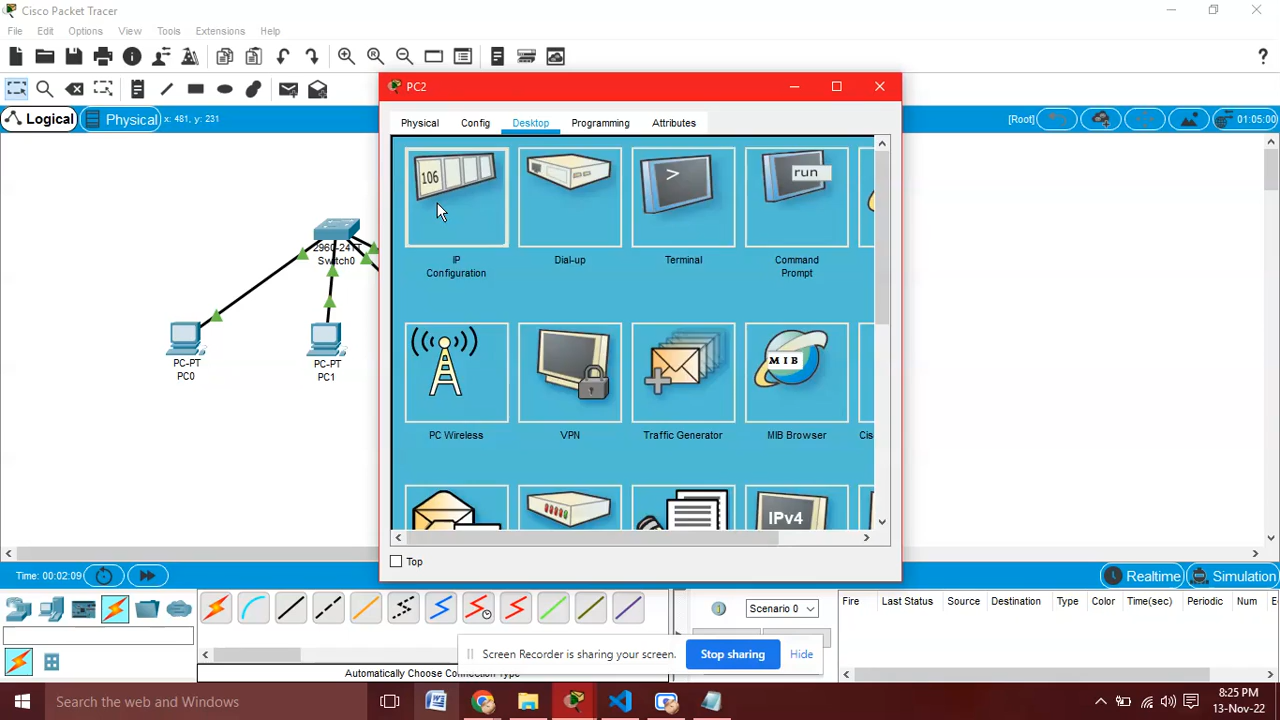 Cisco Packet Tracer
File Edit Options View Tools Extensions Help
Logical
Physical x: 481, y: 231
[Root]
01:05:00
PC2
Physical Config Desktop Programming Attributes
106
>
run
IP
Configuration
Dial-up
Terminal
Command
Prompt
MIB
PC Wireless
VPN
Traffic Generator
MIB Browser
IPv4
Top
Switch0
PC-PT
PC0
PC-PT
PC1
Time: 00:02:09
Realtime
Simulation
Scenario 0
Fire Last Status Source Destination Type Color Time(sec) Periodic Num
Screen Recorder is sharing your screen.
Stop sharing
Hide
Automatically Choose Connection Type
Search the web and Windows
8:25 PM
13-Nov-22